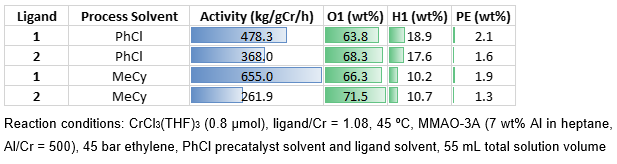 Ligand Process Solvent Activity (kg/gCr/h) O1 (wt%) H1 (wt%) PE (wt%)
1 PhCl 478.3 63.8 18.9 2.1
2 PhCl 368.0 68.3 17.6 1.6
1 MeCy 655.0 66.3 10.2 1.9
2 MeCy 261.9 71.5 10.7 1.3
Reaction conditions: CrCl₃(THF)₃ (0.8 μmol), ligand/Cr = 1.08, 45 ºC, MMAO-3A (7 wt% Al in heptane,
Al/Cr = 500), 45 bar ethylene, PhCl precatalyst solvent and ligand solvent, 55 mL total solution volume